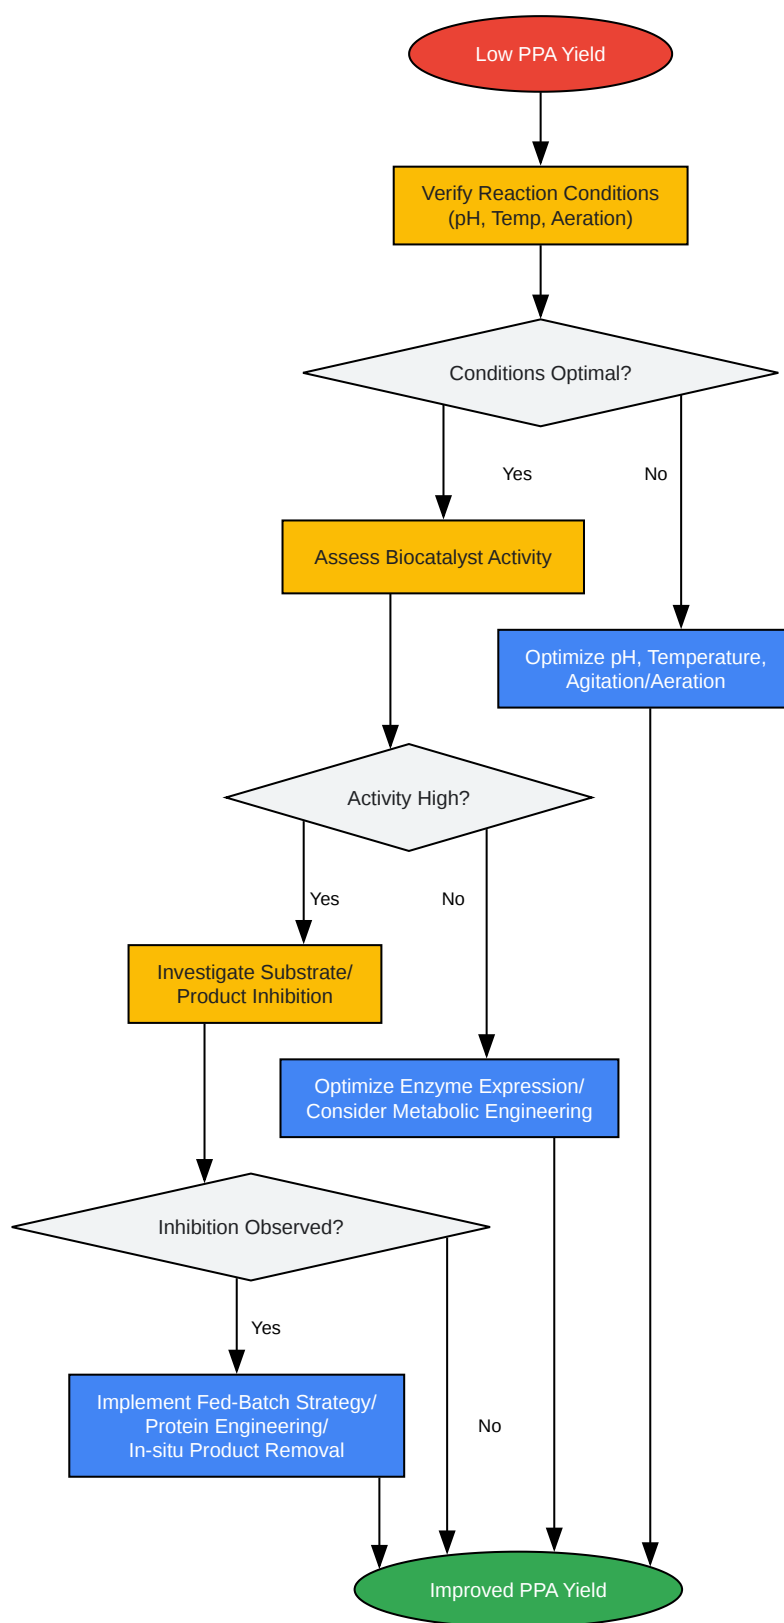 Low PPA Yield
Verify Reaction Conditions
(pH, Temp, Aeration)
Conditions Optimal?
Yes
No
Assess Biocatalyst Activity
Optimize pH, Temperature,
Agitation/Aeration
Activity High?
Yes
No
Investigate Substrate/
Product Inhibition
Optimize Enzyme Expression/
Consider Metabolic Engineering
Inhibition Observed?
Yes
Implement Fed-Batch Strategy/
Protein Engineering/
In-situ Product Removal
No
Improved PPA Yield